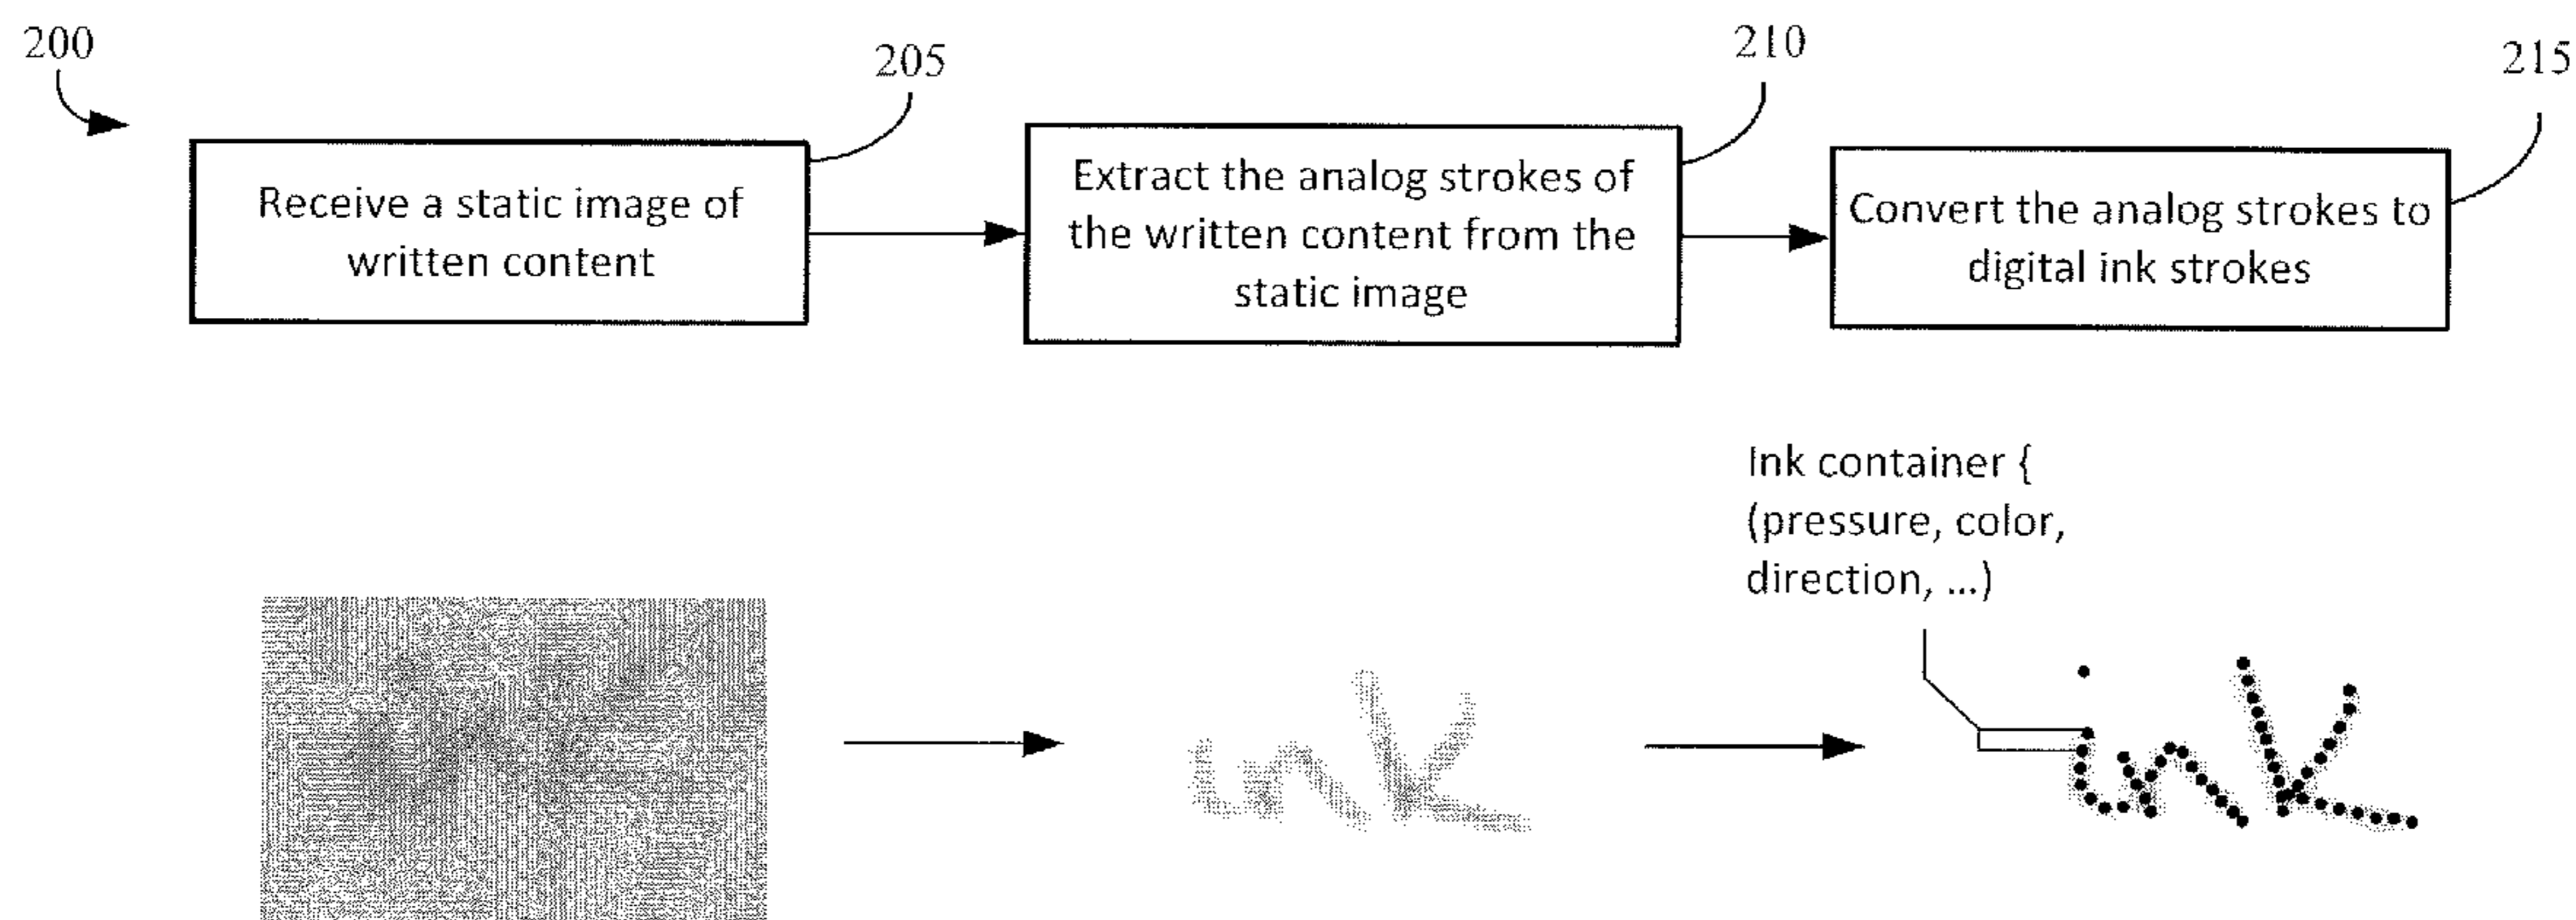 200
205
210
215
Receive a static image of
written content
Extract the analog strokes of
the written content from the
static image
Convert the analog strokes to
digital ink strokes
Ink container {
(pressure, color,
direction, ...)
ink